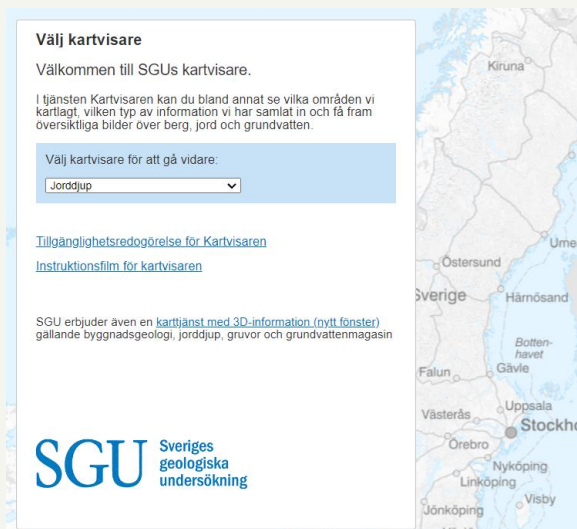 Välj kartvisare
Välkommen till SGUs kartvisare.
I tjänsten Kartvisaren kan du bland annat se vilka områden vi
kartlagt, vilken typ av information vi har samlat in och få fram
översiktliga bilder över berg, jord och grundvatten.
Välj kartvisare för att gå vidare:
Jorddjup
Tillgänglighetsredogörelse för Kartvisaren
Instruktionsfilm för kartvisaren
SGU erbjuder även en karttjänst med 3D-information (nytt fönster)
gällande byggnadsgeologi, jorddjup, gruvor och grundvattenmagasin
SGU
Sveriges
geologiska
undersökning
Kiruna
Ume
Östersund
Sverige
Härnösand
Botten-
havet
Gävle
Falun
Uppsala
Västerås
Stockho
Örebro
Nyköping
Linköping
Visby
Jönköping